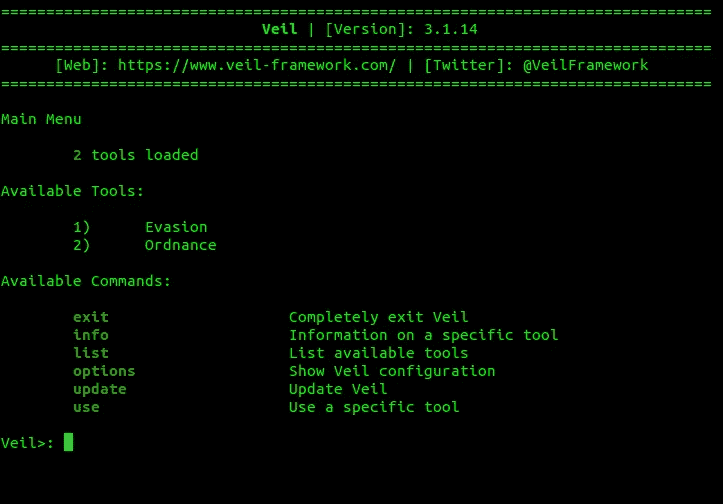 ===============================================================================
Veil | [Version]: 3.1.14
===============================================================================
[Web]: https://www.veil-framework.com/ | [Twitter]: @VeilFramework
===============================================================================
Main Menu
2 tools loaded
Available Tools:
1) Evasion
2) Ordnance
Available Commands:
exit Completely exit Veil
info Information on a specific tool
list List available tools
options Show Veil configuration
update Update Veil
use Use a specific tool
Veil>: